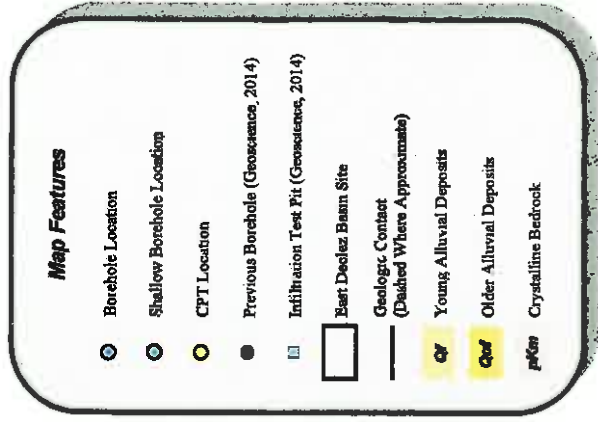 Map Features
Borehole Location
Shallow Borehole Location
CPT Location
Previous Borehole (Geoscience, 2014)
Infiltration Test Pit (Geoscience, 2014)
East Declez Basin Site
Geologic Contact
(Dashed Where Approximate)
Qf Young Alluvial Deposits
Qof Older Alluvial Deposits
pKm Crystalline Bedrock